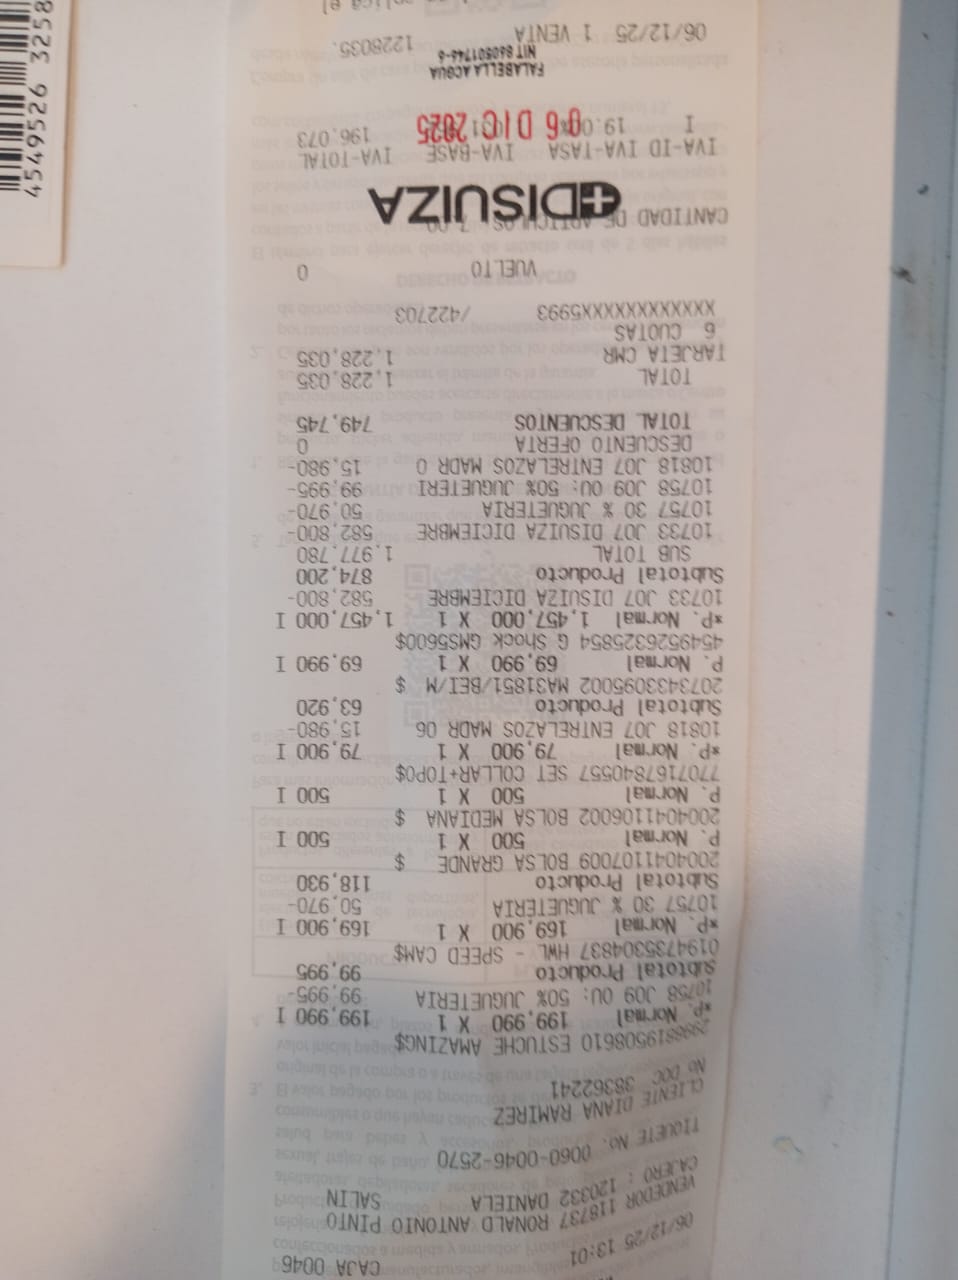 06/12/25 13:01 CAJA 0046
VENDEDOR 118737 RONALD ANTONIO PINTO
CAJERO : 120332 DANIELA SALIN
TIQUETE No. 0060-0046-2570
CLIENTE DIANA RAMIREZ
No DOC 38362241
ESTUCHE AMAZING$
*P. Normal 199,990 X 1 199,990 I
10758 J09 OU: 50% JUGUETERIA 99,995-
Subtotal Producto 99,995
0194735304837 HWL - SPEED CAM$
*P. Normal 169,900 X 1 169,900 I
10757 30 % JUGUETERIA 50,970-
Subtotal Producto 118,930
2004041107009 BOLSA GRANDE $
P. Normal 500 X 1 500 I
2004041106002 BOLSA MEDIANA $
P. Normal 500 X 1 500 I
7707167840557 SET COLLAR+TOPO$
*P. Normal 79,900 X 1 79,900 I
10818 J07 ENTRELAZOS MADR 06 15,980-
Subtotal Producto 63,920
2073433095002 MA31851/BEI/M $
P. Normal 69,990 X 1 69,990 I
4549526325854 G Shock GMS5600$
*P. Normal 1,457,000 X 1 1,457,000 I
10733 J07 DISUIZA DICIEMBRE 582,800-
Subtotal Producto 874,200
SUB TOTAL 1,977,780
10733 J07 DISUIZA DICIEMBRE 582,800-
10757 30 % JUGUETERIA 50,970-
10758 J09 OU: 50% JUGUETERI 99,995-
10818 J07 ENTRELAZOS MADR 0 15,980-
DESCUENTO OFERTA 0
TOTAL DESCUENTOS 749,745
TOTAL 1,228,035
TARJETA CMR 1,228,035
6 CUOTAS
XXXXXXXXXXXX5993 /422703
VUELTO 0
CANTIDAD DE ARTICULOS 7.00
DISUIZA
IVA-ID IVA-TASA IVA-BASE IVA-TOTAL
I 19.00% 196,073
06 DIC 2025
FALABELLA ACQUA
NIT 860501746-6
06/12/25 1 VENTA 1228035.
4549526 3258